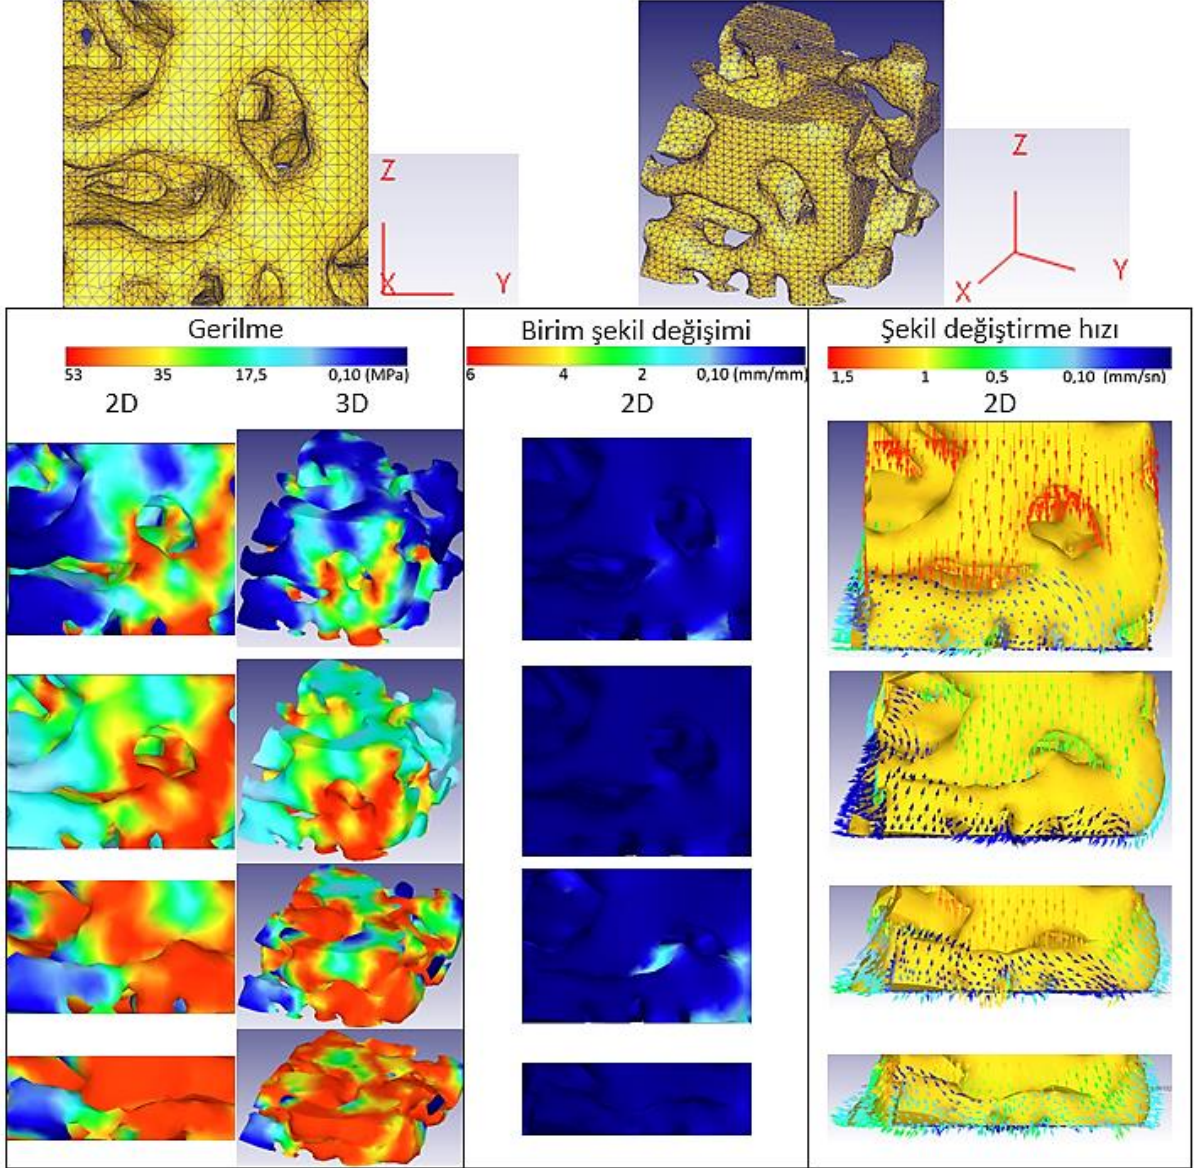 Z
X Y
Z
X Y
Gerilme
53 35 17,5 0,10 (MPa)
2D 3D
Birim şekil değişimi
6 4 2 0,10 (mm/mm)
2D
Şekil değiştirme hızı
1,5 1 0,5 0,10 (mm/sn)
2D